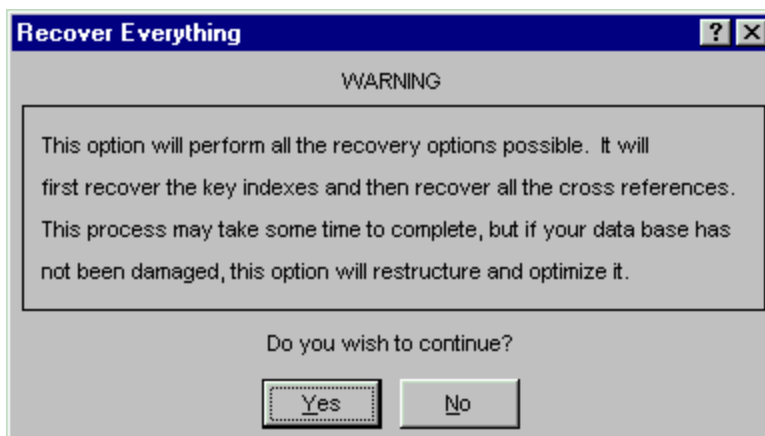 Recover Everything
WARNING
This option will perform all the recovery options possible. It will
first recover the key indexes and then recover all the cross references.
This process may take some time to complete, but if your data base has
not been damaged, this option will restructure and optimize it.
Do you wish to continue?
Yes No